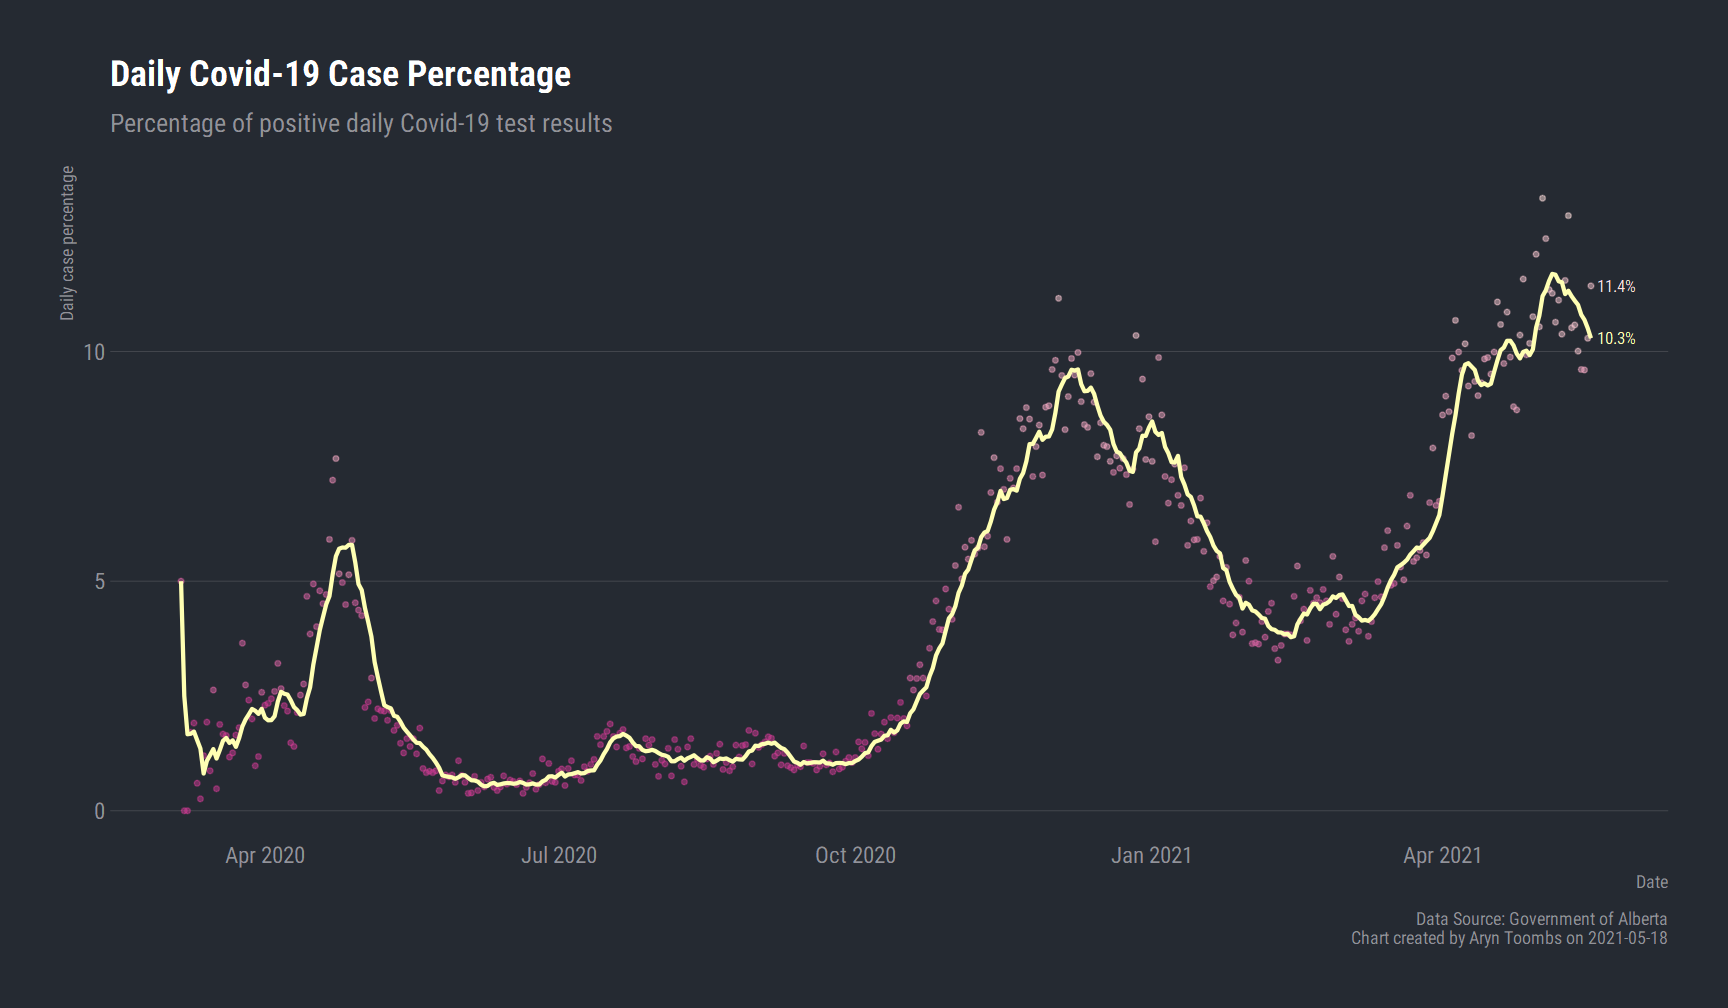 Daily Covid-19 Case Percentage
Percentage of positive daily Covid-19 test results
Daily case percentage
11.4%
10.3%
10
5
0
Apr 2020
Jul 2020
Oct 2020
Jan 2021
Apr 2021
Date
Data Source: Government of Alberta
Chart created by Aryn Toombs on 2021-05-18